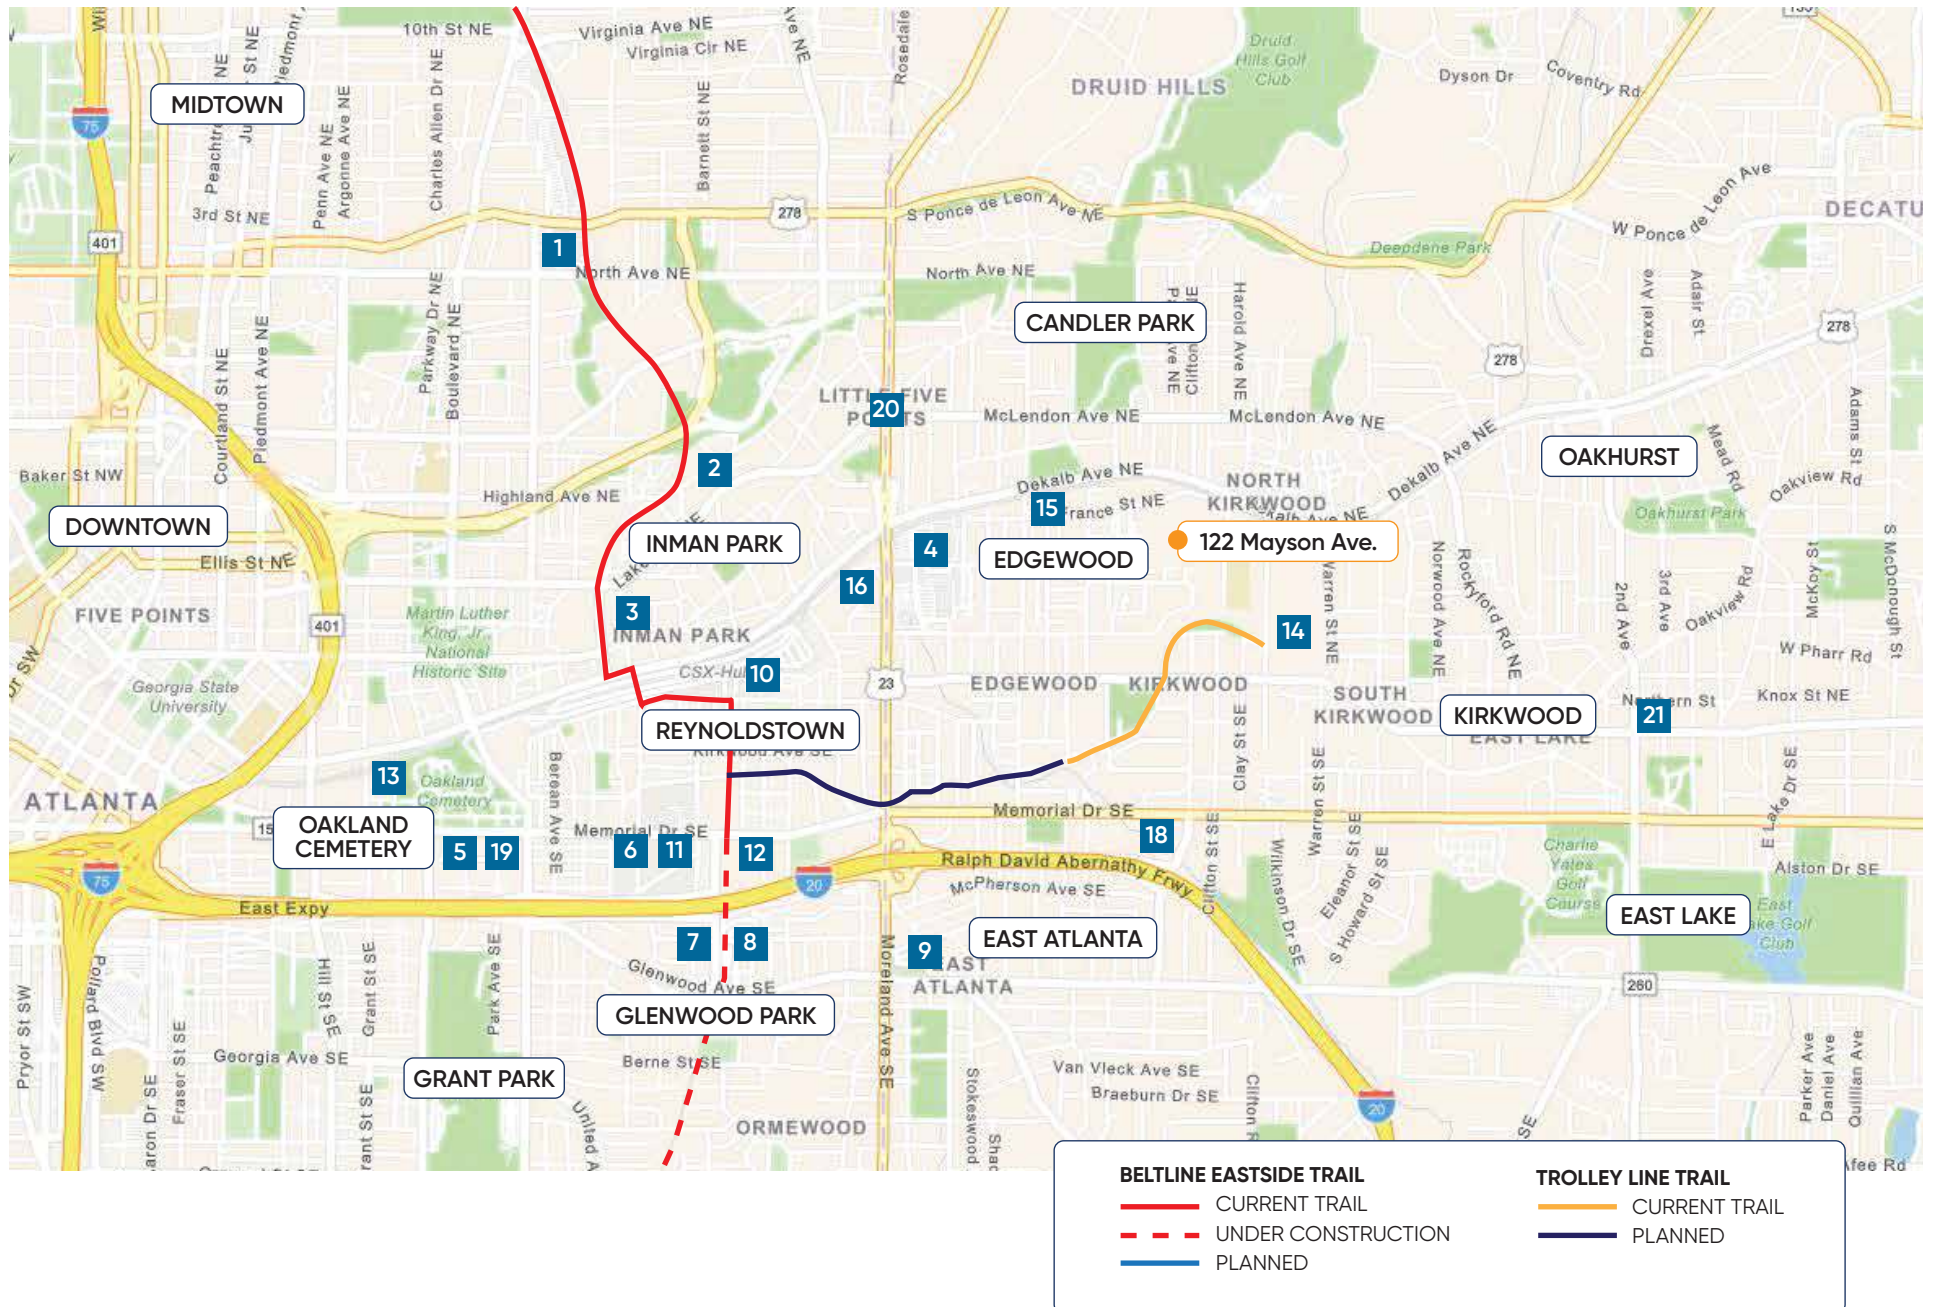 10th St NE
Virginia Ave NE
Virginia Cir NE
Rosedale
Druid
Hills Golf
Club
Dyson Dr
Coventry Rd
DRUID HILLS
MIDTOWN
75
Penn Ave NE
Argonne Ave NE
Charles Allen Dr NE
Barnett St NE
3rd St NE
278
S Ponce de Leon Ave NE
W Ponce de Leon Ave
DECATU
Deepdene Park
401
1
North Ave NE
North Ave NE
Parkway Dr NE
Boulevard NE
Courtland St NE
Piedmont Ave NE
CANDLER PARK
Harold Ave NE
Drexel Ave
Adair St
278
278
LITTLE FIVE
20
McLendon Ave NE
McLendon Ave NE
Dekalb Ave NE
OAKHURST
Mead Rd
Adams St
Oakview Rd
Baker St NW
Highland Ave NE
2
Dekalb Ave NE
15
France St NE
NORTH
KIRKWOOD
Oakhurst Park
DOWNTOWN
INMAN PARK
4
EDGEWOOD
122 Mayson Ave.
Ellis St NE
16
FIVE POINTS
401
Martin Luther
King, Jr.
National
Historic Site
3
INMAN PARK
14
Norwood Ave NE
Rockyford Rd NE
2nd Ave
3rd Ave
Oakview Rd
McKoy St
S McDonough St
W Pharr Rd
Georgia State
University
10
23
EDGEWOOD
KIRKWOOD
SOUTH
KIRKWOOD
KIRKWOOD
EAST LAKE
21
Knox St NE
REYNOLDSTOWN
Kirkwood Ave SE
Clay St SE
Warren St SE
E Lake Dr SE
13
Oakland
Cemetery
Berean Ave SE
ATLANTA
OAKLAND
CEMETERY
5
19
Memorial Dr SE
6
11
12
Memorial Dr SE
18
Ralph David Abernathy Frwy
McPherson Ave SE
Clifton St SE
Wilkinson Dr SE
Eleanor St SE
S Howard St SE
Charlie
Yates
Golf
Course
Alston Dr SE
75
20
East Expy
EAST LAKE
East
Club
7
8
9
EAST ATLANTA
ATLANTA
Glenwood Ave SE
Moreland Ave SE
260
Pryor St SW
Pollard Blvd SW
Hill St SE
Grant St SE
Park Ave SE
GLENWOOD PARK
Fraser St SE
Georgia Ave SE
GRANT PARK
Berne St SE
Van Vleck Ave SE
Braeburn Dr SE
20
Parker Ave
Daniel Ave
Quillian Ave
ORMEWOOD
Stokeswood
BELTLINE EASTSIDE TRAIL
CURRENT TRAIL
UNDER CONSTRUCTION
PLANNED
TROLLEY LINE TRAIL
CURRENT TRAIL
PLANNED